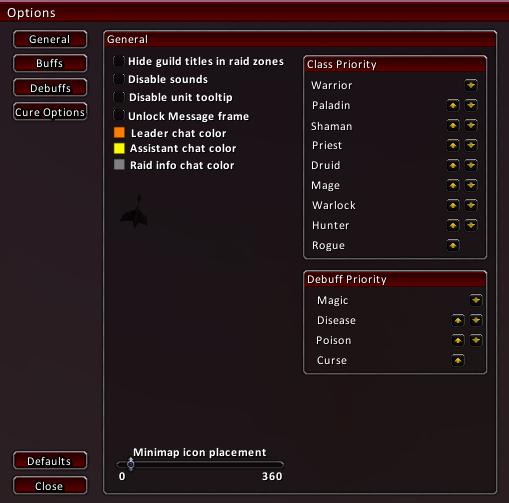 Options
General
Buffs
Debuffs
Cure Options
Defaults
Close
General
Hide guild titles in raid zones
Disable sounds
Disable unit tooltip
Unlock Message frame
Leader chat color
Assistant chat color
Raid info chat color
Minimap icon placement
0 360
Class Priority
Warrior
Paladin
Shaman
Priest
Druid
Mage
Warlock
Hunter
Rogue
Debuff Priority
Magic
Disease
Poison
Curse